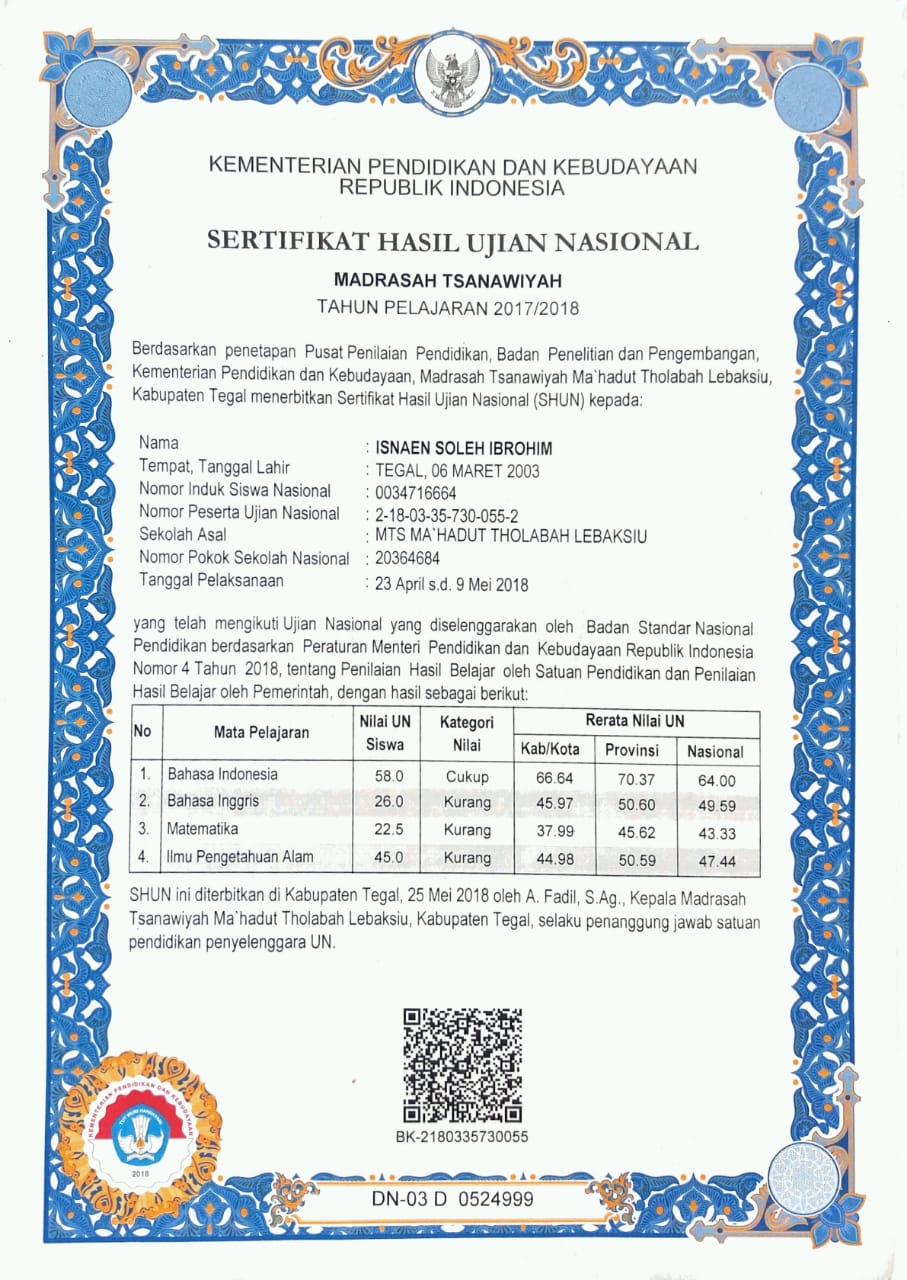 KEMENTERIAN PENDIDIKAN DAN KEBUDAYAAN
REPUBLIK INDONESIA
SERTIFIKAT HASIL UJIAN NASIONAL
MADRASAH TSANAWIYAH
TAHUN PELAJARAN 2017/2018
Berdasarkan penetapan Pusat Penilaian Pendidikan, Badan Penelitian dan Pengembangan,
Kementerian Pendidikan dan Kebudayaan, Madrasah Tsanawiyah Ma`hadut Tholabah Lebaksiu,
Kabupaten Tegal menerbitkan Sertifikat Hasil Ujian Nasional (SHUN) kepada:
Nama : ISNAEN SOLEH IBROHIM
Tempat, Tanggal Lahir : TEGAL, 06 MARET 2003
Nomor Induk Siswa Nasional : 0034716664
Nomor Peserta Ujian Nasional : 2-18-03-35-730-055-2
Sekolah Asal : MTS MA`HADUT THOLABAH LEBAKSIU
Nomor Pokok Sekolah Nasional : 20364684
Tanggal Pelaksanaan : 23 April s.d. 9 Mei 2018
yang telah mengikuti Ujian Nasional yang diselenggarakan oleh Badan Standar Nasional
Pendidikan berdasarkan Peraturan Menteri Pendidikan dan Kebudayaan Republik Indonesia
Nomor 4 Tahun 2018, tentang Penilaian Hasil Belajar oleh Satuan Pendidikan dan Penilaian
Hasil Belajar oleh Pemerintah, dengan hasil sebagai berikut:
No Mata Pelajaran Nilai UN Siswa Kategori Nilai Rerata Nilai UN
Kab/Kota Provinsi Nasional
1. Bahasa Indonesia 58.0 Cukup 66.64 70.37 64.00
2. Bahasa Inggris 26.0 Kurang 45.97 50.60 49.59
3. Matematika 22.5 Kurang 37.99 45.62 43.33
4. Ilmu Pengetahuan Alam 45.0 Kurang 44.98 50.59 47.44
SHUN ini diterbitkan di Kabupaten Tegal, 25 Mei 2018 oleh A. Fadil, S.Ag., Kepala Madrasah
Tsanawiyah Ma`hadut Tholabah Lebaksiu, Kabupaten Tegal, selaku penanggung jawab satuan
pendidikan penyelenggara UN.
BK-2180335730055
KEMENTERIAN PENDIDIKAN DAN KEBUDAYAAN
TUT WURI HANDAYANI
2018
DN-03 D 0524999